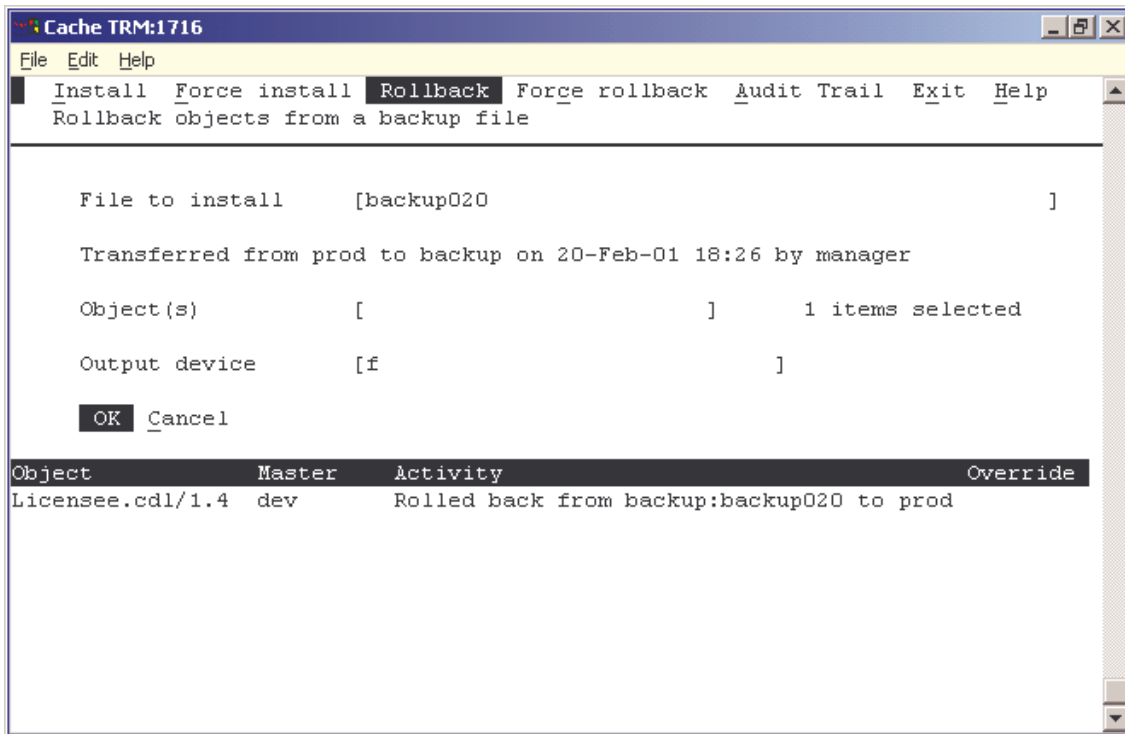 Cache TRM:1716
File Edit Help
Install Force install Rollback Force rollback Audit Trail Exit Help
Rollback objects from a backup file
File to install [backup020 ]
Transferred from prod to backup on 20-Feb-01 18:26 by manager
Object(s) [ ] 1 items selected
Output device [f ]
OK Cancel
Object Master Activity Override
Licensee.cdl/1.4 dev Rolled back from backup:backup020 to prod